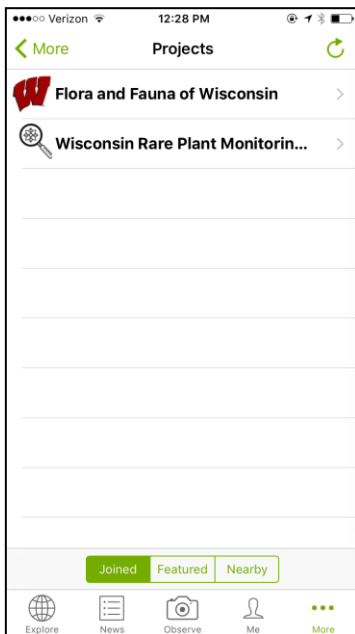 Verizon 12:28 PM
More Projects
Flora and Fauna of Wisconsin
Wisconsin Rare Plant Monitorin...
Joined Featured Nearby
Explore News Observe Me More